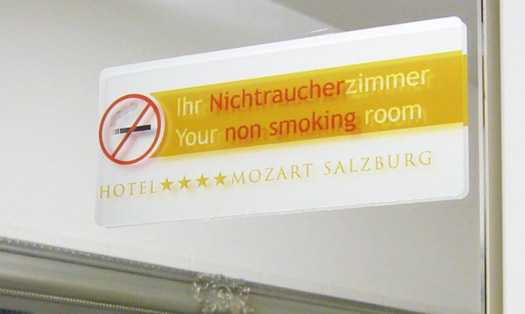 Ihr Nichtraucherzimmer
Your non smoking room
HOTEL★★★★MOZART SALZBURG